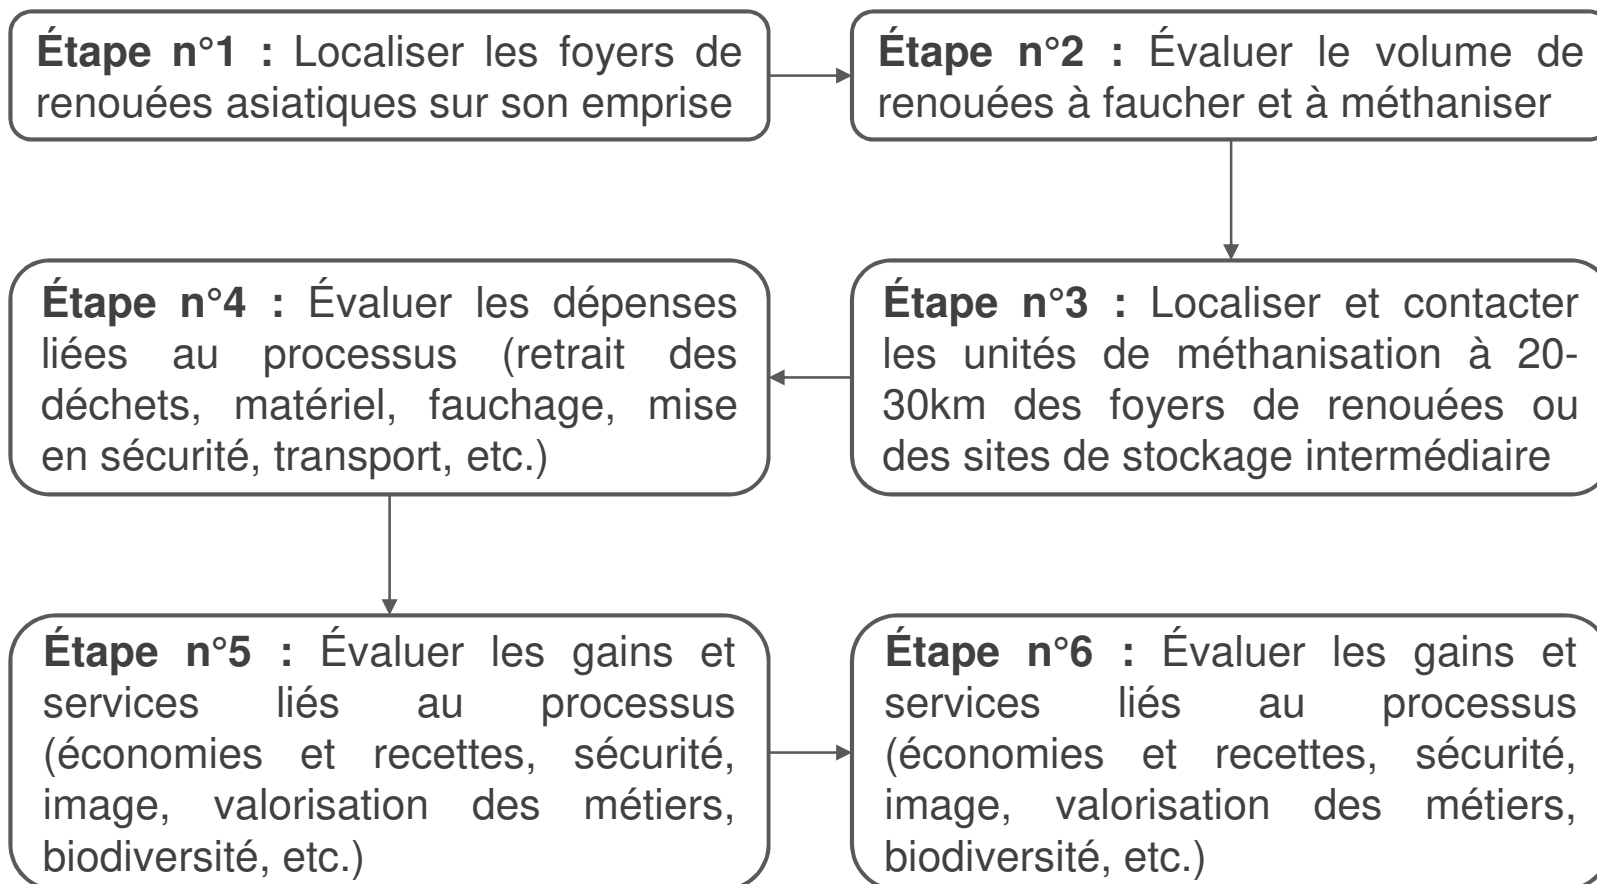 Étape n°1 : Localiser les foyers de
renouées asiatiques sur son emprise
Étape n°2 : Évaluer le volume de
renouées à faucher et à méthaniser
Étape n°3 : Localiser et contacter
les unités de méthanisation à 20-
30km des foyers de renouées ou
des sites de stockage intermédiaire
Étape n°4 : Évaluer les dépenses
liées au processus (retrait des
déchets, matériel, fauchage, mise
en sécurité, transport, etc.)
Étape n°5 : Évaluer les gains et
services liés au processus
(économies et recettes, sécurité,
image, valorisation des métiers,
biodiversité, etc.)
Étape n°6 : Évaluer les gains et
services liés au processus
(économies et recettes, sécurité,
image, valorisation des métiers,
biodiversité, etc.)